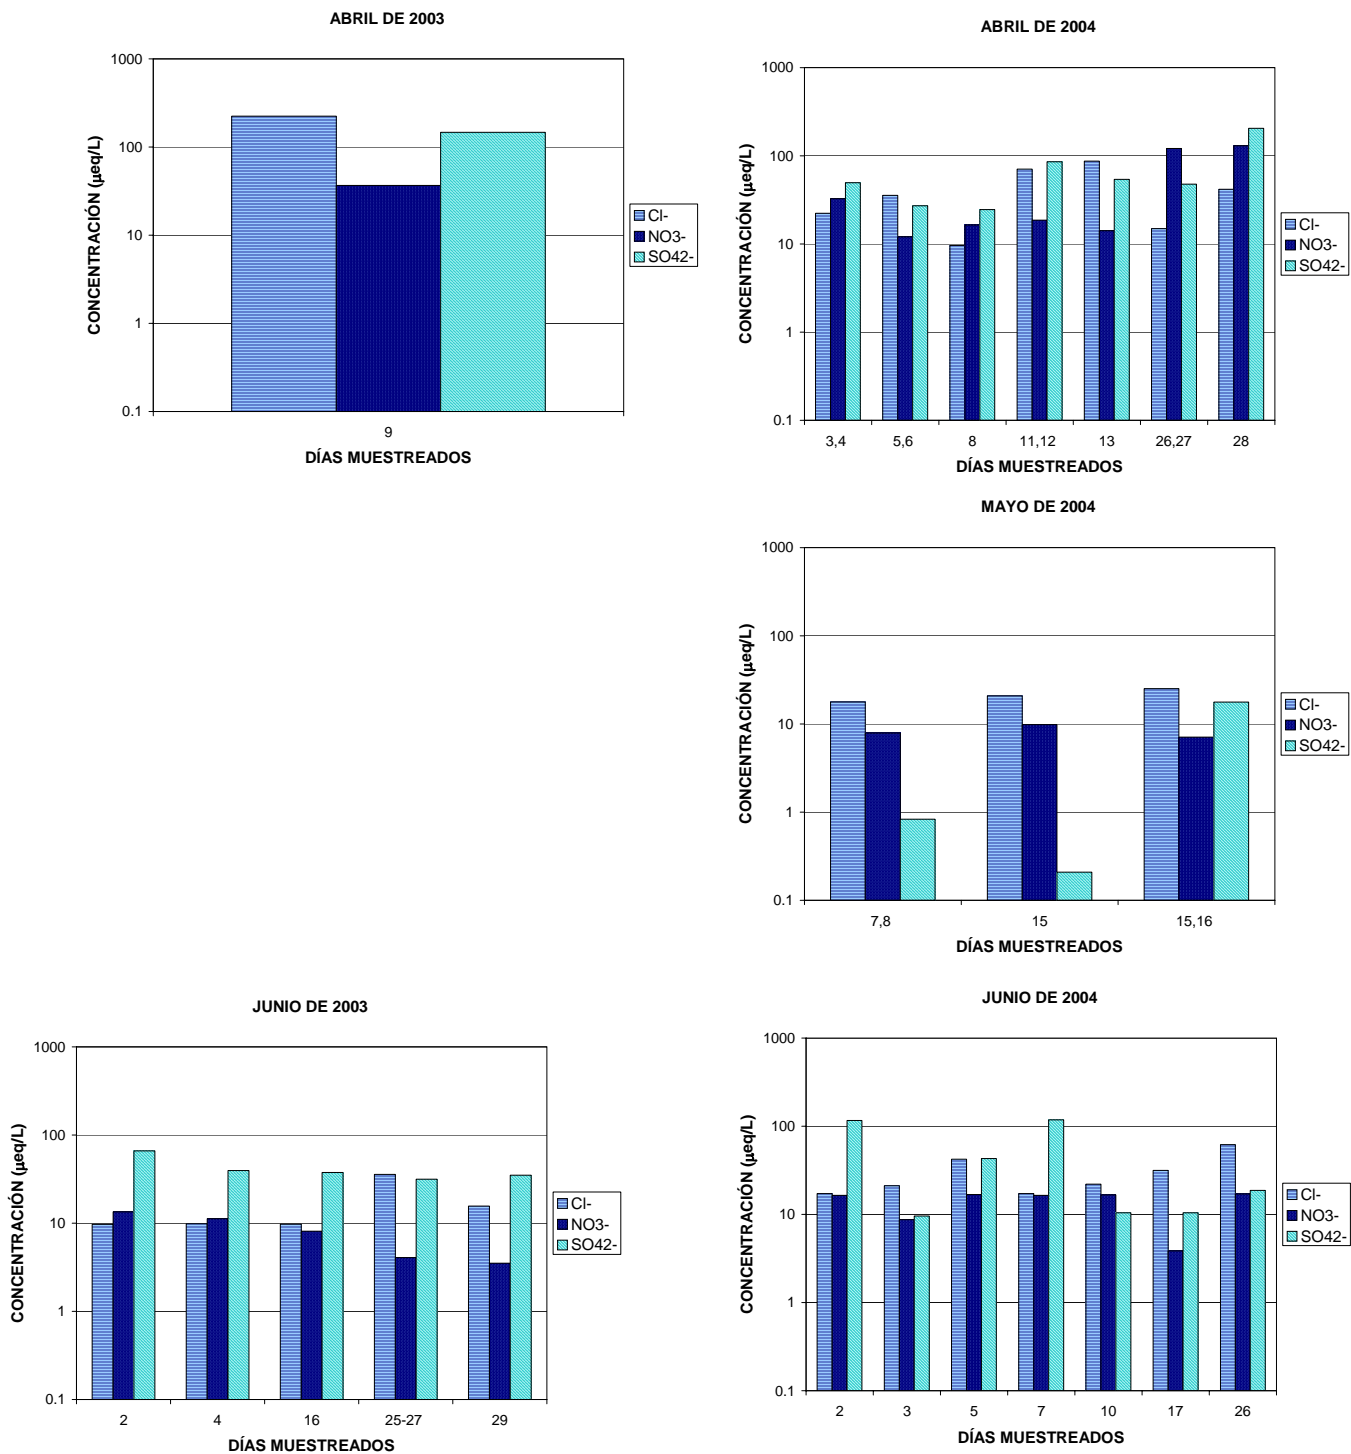 ABRIL DE 2003
1000
100
10
1
0.1
CONCENTRACIÓN (µeq/L)
9
DÍAS MUESTREADOS
Cl-
NO3-
SO42-
ABRIL DE 2004
1000
100
10
1
0.1
CONCENTRACIÓN (µeq/L)
3,4 5,6 8 11,12 13 26,27 28
DÍAS MUESTREADOS
Cl-
NO3-
SO42-
MAYO DE 2004
1000
100
10
1
0.1
CONCENTRACIÓN (µeq/L)
7,8 15 15,16
DÍAS MUESTREADOS
Cl-
NO3-
SO42-
JUNIO DE 2003
1000
100
10
1
0.1
CONCENTRACIÓN (µeq/L)
2 4 16 25-27 29
DÍAS MUESTREADOS
Cl-
NO3-
SO42-
JUNIO DE 2004
1000
100
10
1
0.1
CONCENTRACIÓN (µeq/L)
2 3 5 7 10 17 26
DÍAS MUESTREADOS
Cl-
NO3-
SO42-